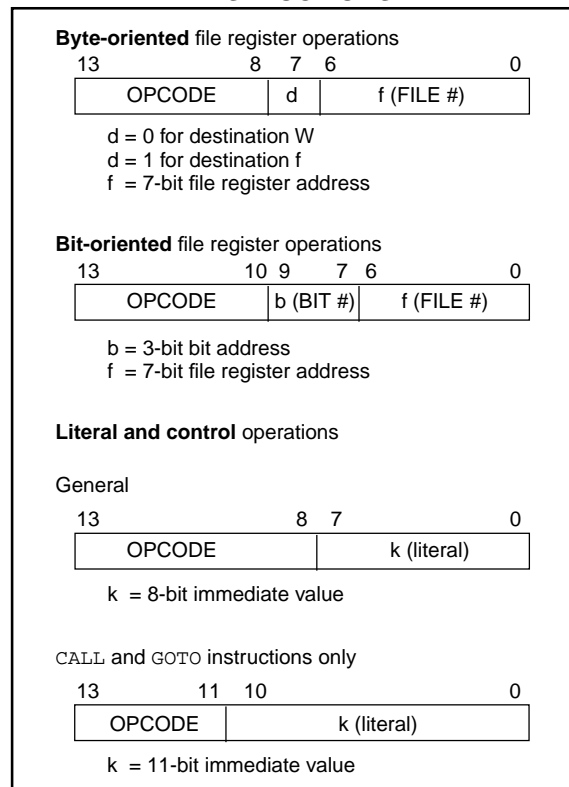 Byte-oriented file register operations
13 8 7 6 0
OPCODE d f (FILE #)
d = 0 for destination W
d = 1 for destination f
f = 7-bit file register address
Bit-oriented file register operations
13 10 9 7 6 0
OPCODE b (BIT #) f (FILE #)
b = 3-bit bit address
f = 7-bit file register address
Literal and control operations
General
13 8 7 0
OPCODE k (literal)
k = 8-bit immediate value
CALL and GOTO instructions only
13 11 10 0
OPCODE k (literal)
k = 11-bit immediate value